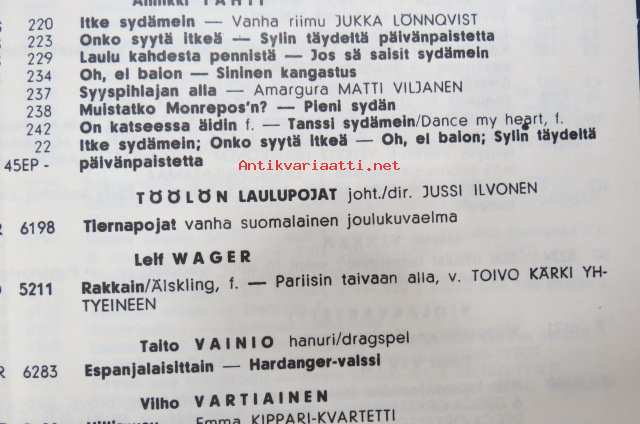 Annikki TÄHTI
220 Itke sydämein — Vanha riimu JUKKA LÖNNQVIST
223 Onko syytä itkeä — Sylin täydeltä päivänpaistetta
229 Laulu kahdesta pennistä — Jos sä saisit sydämein
234 Oh, ei baion — Sininen kangastus
237 Syyspihlajan alla — Amargura MATTI VILJANEN
238 Muistatko Monrepos'n? — Pieni sydän
242 On katseessa äidin f. — Tanssi sydämein/Dance my heart, f.
22 Itke sydämein; Onko syytä itkeä — Oh, ei baion; Sylin täydeltä
45EP - päivänpaistetta
Antikvariaatti.net
TÖÖLÖN LAULUPOJAT joht./dir. JUSSI ILVONEN
R 6198 Tiernapojat vanha suomalainen joulukuvaelma
Leif WAGER
5211 Rakkain/Älskling, f. — Pariisin taivaan alla, v. TOIVO KÄRKI YH-
TYEINEEN
Taito VAINIO hanuri/dragspel
R 6283 Espanjalaisittain — Hardanger-valssi
Vilho VARTIAINEN
Emma KIPPARI-KVARTETTI